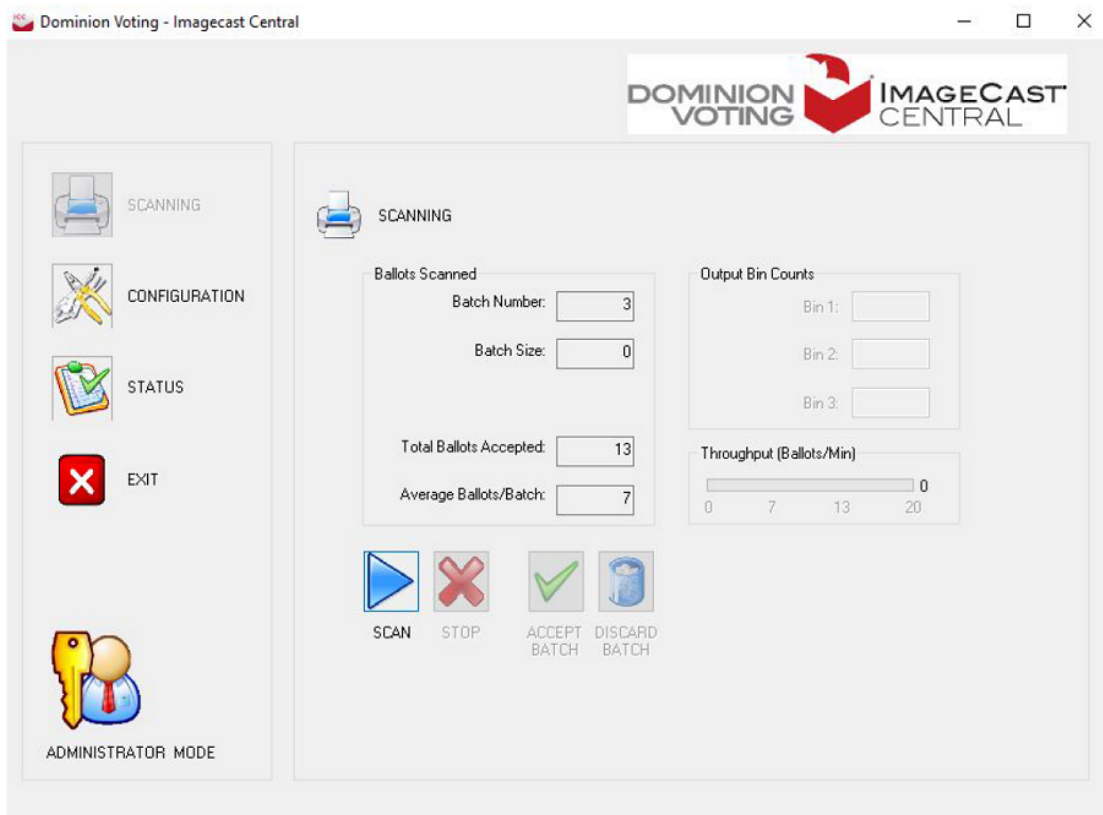 ICC Dominion Voting - Imagecast Central
DOMINION VOTING
IMAGECAST CENTRAL
SCANNING
CONFIGURATION
STATUS
EXIT
ADMINISTRATOR MODE
SCANNING
Ballots Scanned
Batch Number: 3
Batch Size: 0
Total Ballots Accepted: 13
Average Ballots/Batch: 7
Output Bin Counts
Bin 1:
Bin 2:
Bin 3:
Throughput (Ballots/Min)
0
0 7 13 20
SCAN
STOP
ACCEPT BATCH
DISCARD BATCH